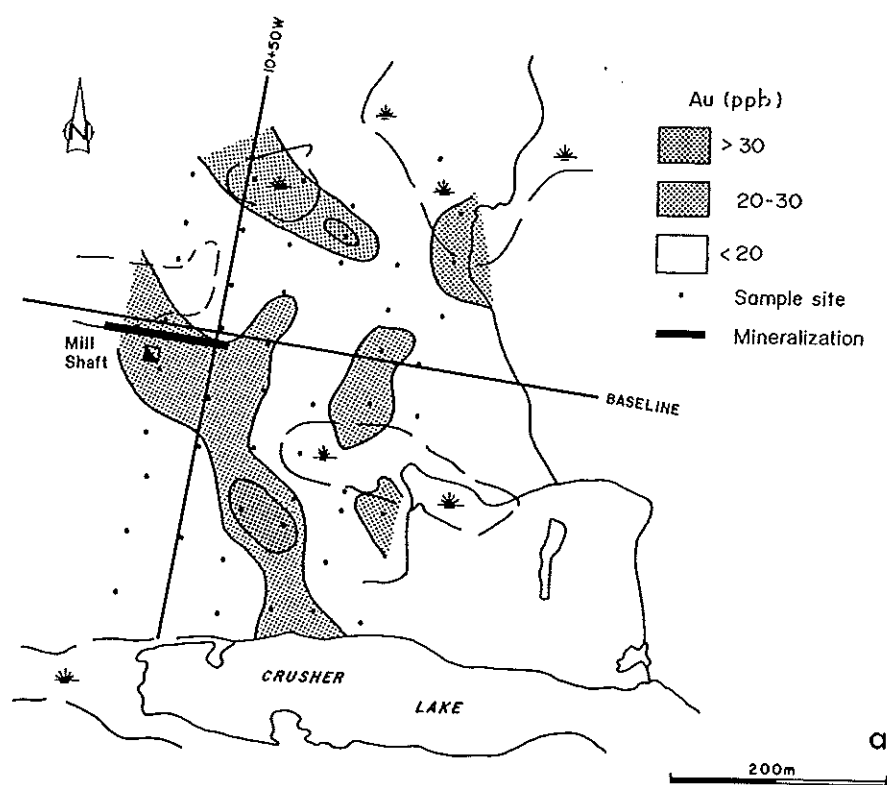 10+50W
N
Au (ppb)
> 30
20-30
< 20
Sample site
Mineralization
Mill
Shaft
BASELINE
CRUSHER
LAKE
a
200m